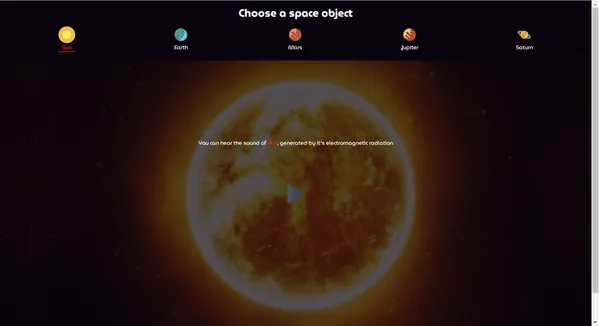 Choose a space object
Sun
Earth
Mars
Jupiter
Saturn
You can hear the sound of Sun, generated by it's electromagnetic radiation